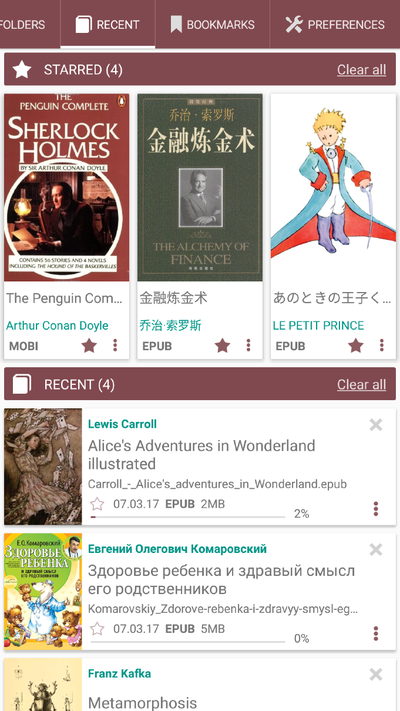 FOLDERS
RECENT
BOOKMARKS
PREFERENCES
STARRED (4)
Clear all
THE
PENGUIN COMPLETE
SHERLOCK
HOLMES
BY SIR ARTHUR CONAN DOYLE
CONTAINS 56 STORIES AND 4 NOVELS
INCLUDING THE HOUND OF THE BASKERVILLES
The Penguin Com...
Arthur Conan Doyle
MOBI
乔治·索罗斯
金融炼金术
THE ALCHEMY OF
FINANCE
金融炼金术
乔治·索罗斯
EPUB
あのときの王子く...
LE PETIT PRINCE
EPUB
RECENT (4)
Clear all
Lewis Carroll
Alice's Adventures in Wonderland
illustrated
Carroll_-_Alice's_adventures_in_Wonderland.epub
07.03.17 EPUB 2MB
2%
Е.О.Комаровский
ЗДОРОВЬЕ
РЕБЕНКА
И ЗДРАВЫЙ СМЫСЛ
ЕГО РОДСТВЕННИКОВ
Евгений Олегович Комаровский
Здоровье ребенка и здравый смысл
его родственников
Komarovskiy_Zdorove-rebenka-i-zdravyy-smysl-eg...
07.03.17 EPUB 5MB
0%
Franz Kafka
Metamorphosis